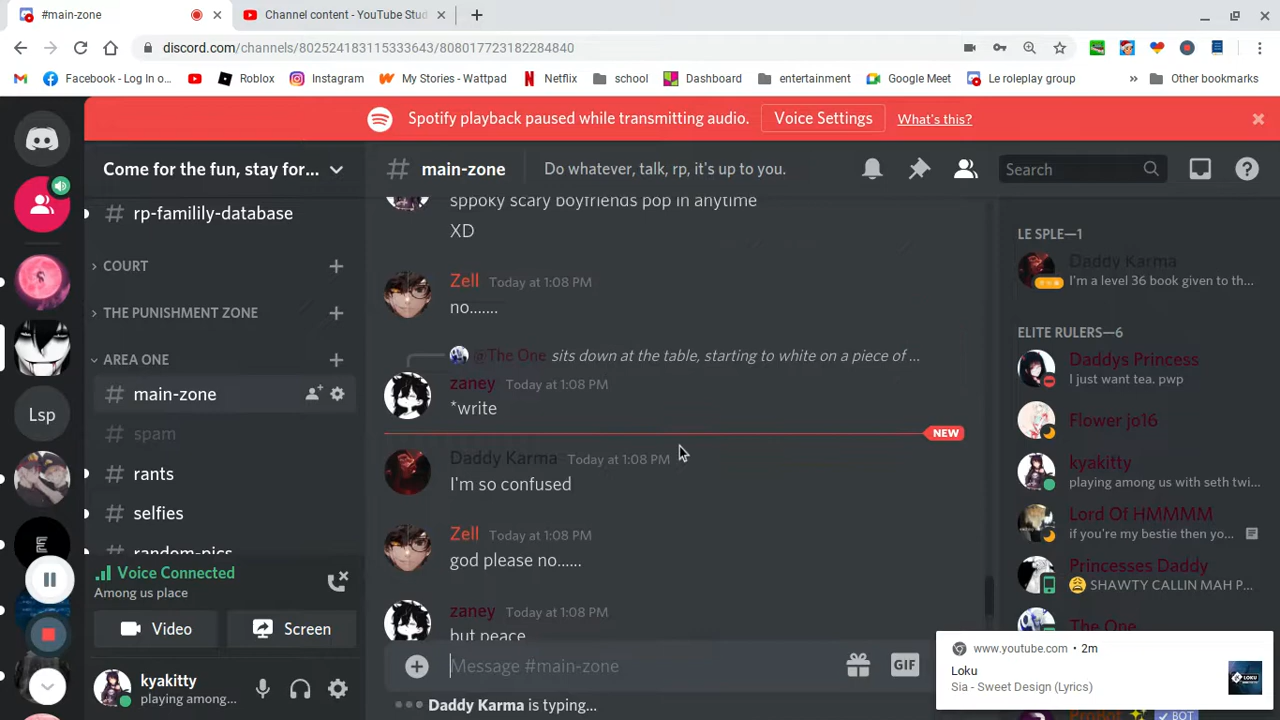 #main-zone
Channel content - YouTube Stud
discord.com/channels/802524183115333643/808017723182284840
Facebook - Log In o...
Roblox
Instagram
My Stories - Wattpad
Netflix
school
Dashboard
entertainment
Google Meet
Le roleplay group
»
Other bookmarks
Spotify playback paused while transmitting audio.
Voice Settings
What's this?
Come for the fun, stay for...
# main-zone
Do whatever, talk, rp, it's up to you.
Search
# rp-familily-database
COURT
THE PUNISHMENT ZONE
AREA ONE
# main-zone
# spam
# rants
# selfies
# random-pics
Lsp
E
Voice Connected
Among us place
Video
Screen
kyakitty
playing among...
sppoky scary boyfriends pop in anytime
XD
Zell Today at 1:08 PM
no.......
@The One sits down at the table, starting to white on a piece of ...
zaney Today at 1:08 PM
*write
NEW
Daddy Karma Today at 1:08 PM
I'm so confused
Zell Today at 1:08 PM
god please no......
zaney Today at 1:08 PM
but peace
Message #main-zone
GIF
Daddy Karma is typing...
LE SPLE—1
Daddy Karma
I'm a level 36 book given to th...
ELITE RULERS—6
Daddys Princess
I just want tea. pwp
Flower jo16
kyakitty
playing among us with seth twi...
Lord Of HMMMM
if you're my bestie then yo...
Princesses Daddy
😩 SHAWTY CALLIN MAH P...
The One
www.youtube.com • 2m
Loku
Sia - Sweet Design (Lyrics)
LOKU
ProBot ✨ ✓ BOT